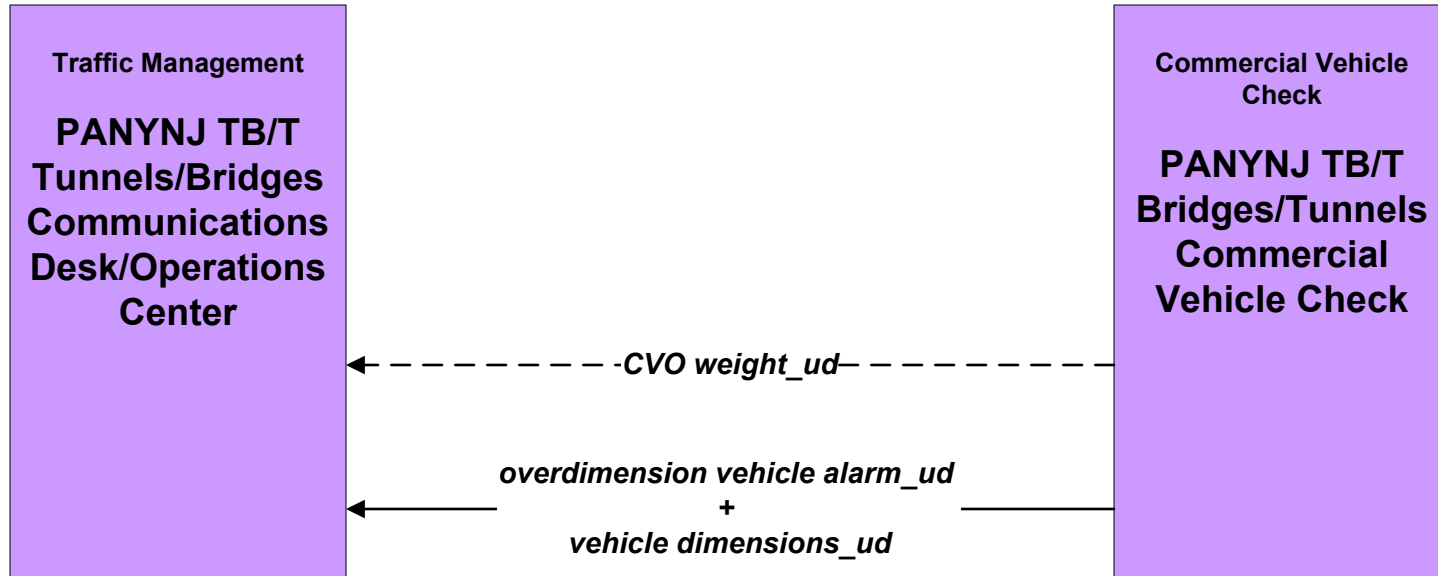 Traffic Management
PANYNJ TB/T
Tunnels/Bridges
Communications
Desk/Operations
Center
Commercial Vehicle
Check
PANYNJ TB/T
Bridges/Tunnels
Commercial
Vehicle Check
CVO weight_ud
overdimension vehicle alarm_ud
+
vehicle dimensions_ud